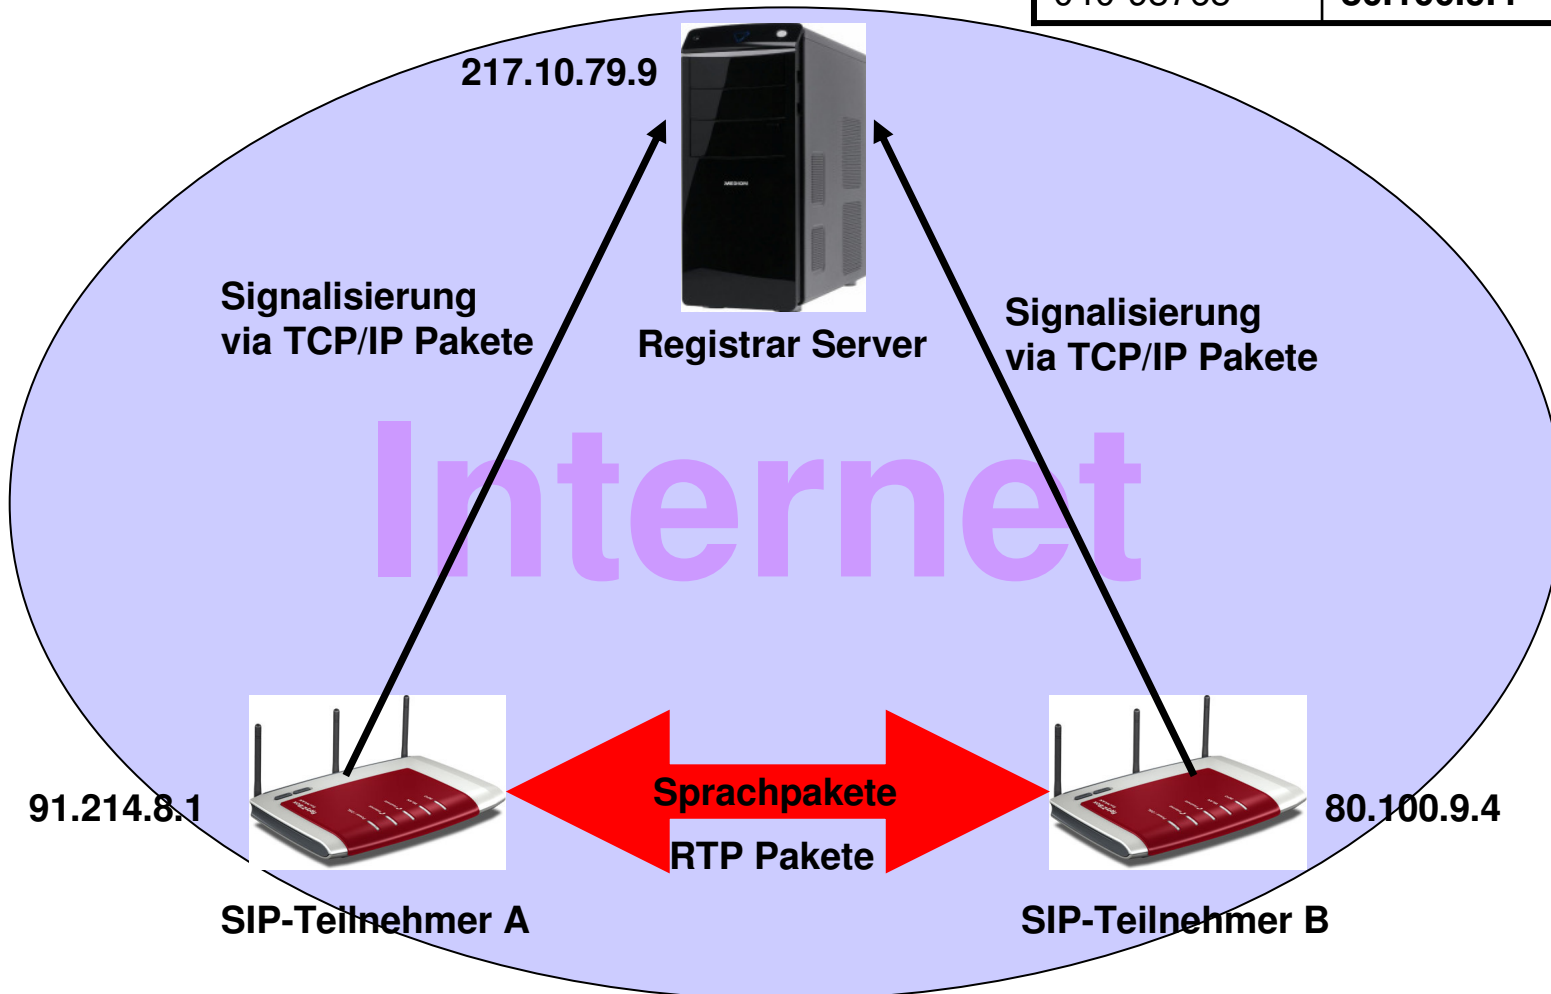 217.10.79.9
MEDION
Signalisierung
via TCP/IP Pakete
Registrar Server
Signalisierung
via TCP/IP Pakete
Internet
Sprachpakete
91.214.8.1
80.100.9.4
RTP Pakete
SIP-Teilnehmer A
SIP-Teilnehmer B